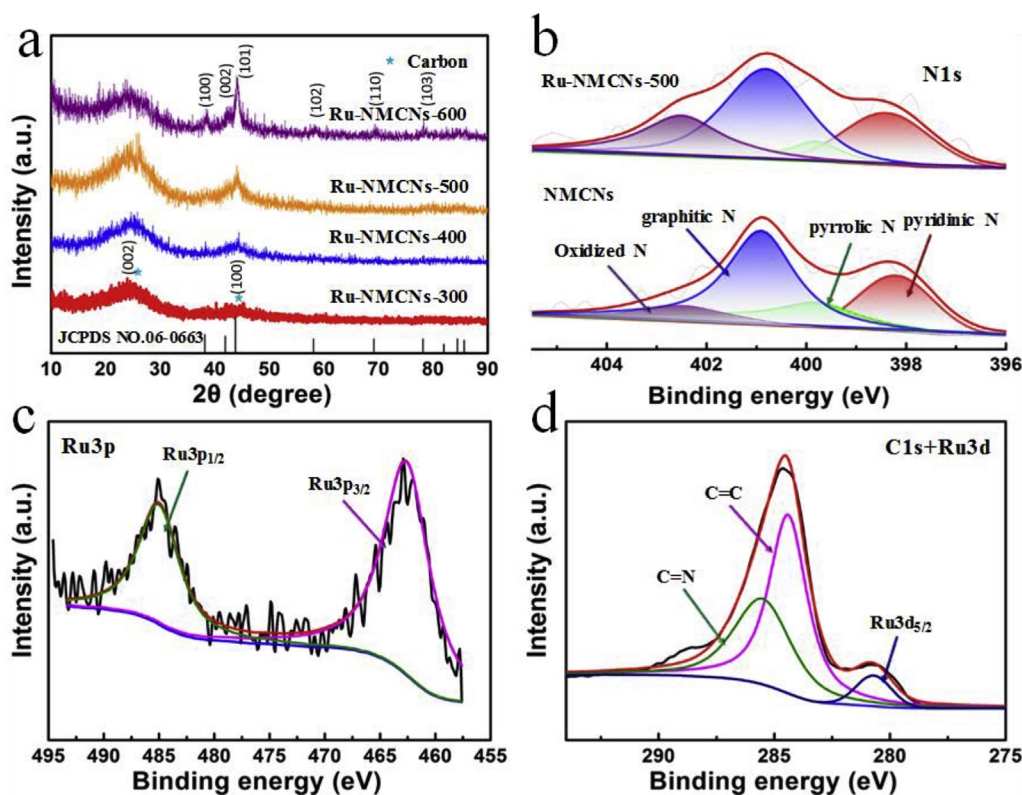 a
(100)
(002)
(101)
(102)
(110)
(103)
★ Carbon
Ru-NMCNs-600
Ru-NMCNs-500
Ru-NMCNs-400
(002)
(100)
Ru-NMCNs-300
JCPDS NO.06-0663
Intensity (a.u.)
10 20 30 40 50 60 70 80 90
2θ (degree)
b
Ru-NMCNs-500
N1s
NMCNs
graphitic N
Oxidized N
pyrrolic N
pyridinic N
Intensity (a.u.)
404 402 400 398 396
Binding energy (eV)
c
Ru3p
Ru3p1/2
Ru3p3/2
Intensity (a.u.)
495 490 485 480 475 470 465 460 455
Binding energy (eV)
d
C1s+Ru3d
C=C
C=N
Ru3d5/2
Intensity (a.u.)
290 285 280 275
Binding energy (eV)